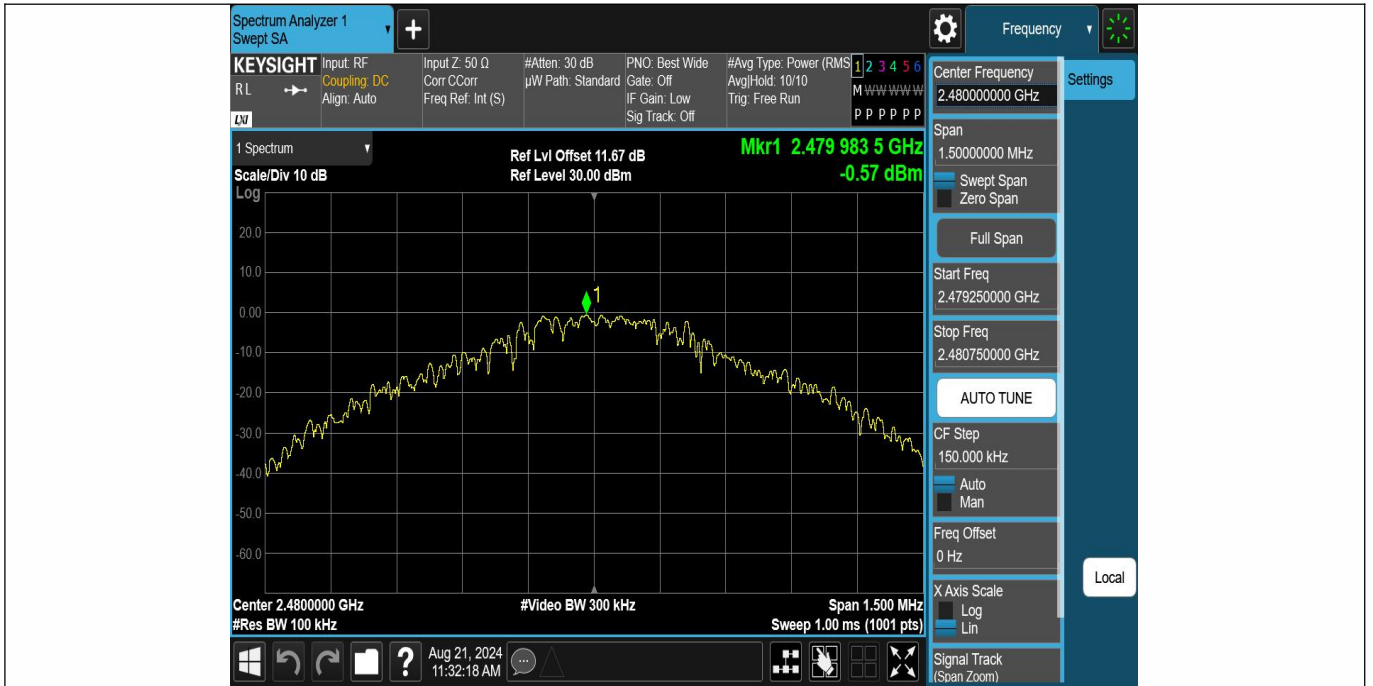 Spectrum Analyzer 1
Swept SA
+
Frequency
KEYSIGHT
R L
LXI
Input: RF
Coupling: DC
Align: Auto
Input Z: 50 Ω
Corr CCorr
Freq Ref: Int (S)
#Atten: 30 dB
µW Path: Standard
PNO: Best Wide
Gate: Off
IF Gain: Low
Sig Track: Off
#Avg Type: Power (RMS
Avg|Hold: 10/10
Trig: Free Run
1 2 3 4 5 6
M W W W W W
P P P P P P
1 Spectrum
Scale/Div 10 dB
Ref Lvl Offset 11.67 dB
Ref Level 30.00 dBm
Mkr1 2.479 983 5 GHz
-0.57 dBm
Log
20.0
10.0
0.00
-10.0
-20.0
-30.0
-40.0
-50.0
-60.0
1
Center 2.4800000 GHz
#Res BW 100 kHz
#Video BW 300 kHz
Span 1.500 MHz
Sweep 1.00 ms (1001 pts)
Center Frequency
2.480000000 GHz
Settings
Span
1.50000000 MHz
Swept Span
Zero Span
Full Span
Start Freq
2.479250000 GHz
Stop Freq
2.480750000 GHz
AUTO TUNE
CF Step
150.000 kHz
Auto
Man
Freq Offset
0 Hz
Local
X Axis Scale
Log
Lin
Signal Track
(Span Zoom)
?
Aug 21, 2024
11:32:18 AM